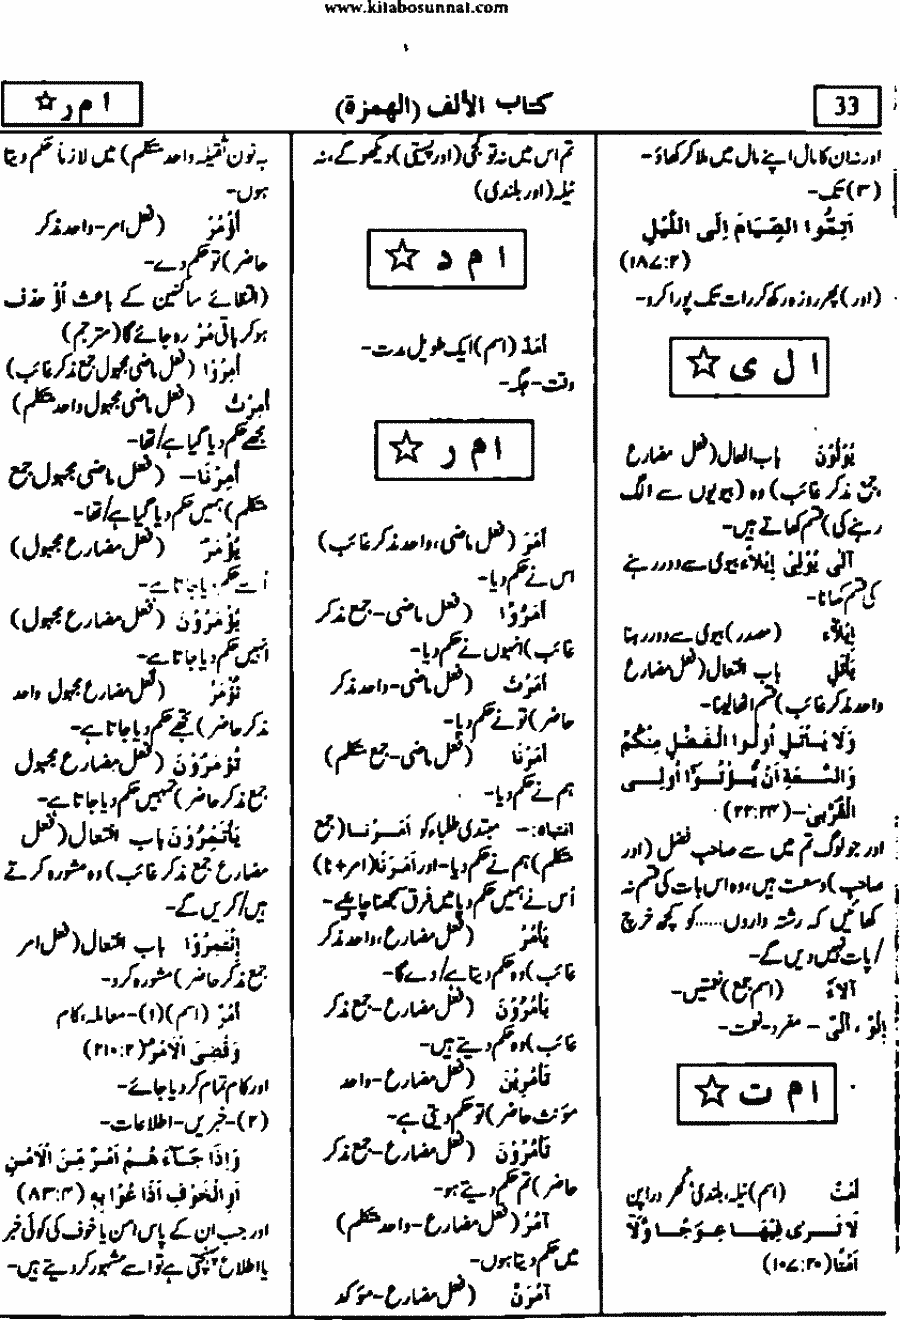 www.kitabosunnat.com
33
كتاب الألف (الهمزة)
ا م ر ☆
اور نہ ان کا مال اپنے مال میں ملا کر کھاؤ-
(۳) تک-
اَتِمُّوا الصِّيَامَ اِلَى اللَّيْلِ
(۱۸۷:۲)
(اور) پھر روزہ رکھ کر رات تک پورا کرو-
ا ل ی ☆
يُؤْلُوْنَ باب افعال (فعل مضارع
جمع مذکر غائب) وہ (بیویوں سے الگ
رہنے کی) قسم کھاتے ہیں-
آلٰی يُوْلِیْ اِيْلَاءً بیوی سے دور رہنے
کی قسم کھانا-
اِيْلَاء (مصدر) بیوی سے دور رہنا
يَأْتَلِ باب افتعال (فعل مضارع
واحد مذکر غائب) قسم اٹھا لینا-
وَلَا يَأْتَلِ اُولُوا الْفَضْلِ مِنْكُمْ
وَالسَّعَةِ اَنْ يُّؤْتُوْا اُولِى
الْقُرْبٰى-(۲۲:۲۴)
اور جو لوگ تم میں سے صاحب فضل (اور
صاحب) وسعت ہیں، وہ اس بات کی قسم نہ
کھائیں کہ رشتہ داروں......کو کچھ خرچ
/پات نہیں دیں گے-
آلَاءَ (اسم جمع) نعمتیں-
اِلْوٌ، اَلًى - مفرد-نعمت-
ا م ت ☆
اَمْتٌ (اسم) ٹیلہ، بلندی، گھر دراپن
لَا تَرٰى فِيْهَا عِوَجًا وَّلَآ
اَمْتًا (۱۰۷:۲۰)
تم اس میں نہ تو کجی (اور پستی) دیکھو گے، نہ
ٹیلہ (اور بلندی)
ا م د ☆
اَمَدٌ (اسم) ایک طویل مدت-
وقت-جگہ-
ا م ر ☆
اَمَرَ (فعل ماضی، واحد مذکر غائب)
اس نے حکم دیا-
اَمَرُوْا (فعل ماضی-جمع مذکر
غائب) انہوں نے حکم دیا-
اَمَرْتَ (فعل ماضی-واحد مذکر
حاضر) تو نے حکم دیا-
اَمَرْنَا (فعل ماضی-جمع متکلم)
ہم نے حکم دیا-
انتباہ:- مبتدی طلباء کو اَمَرْنَا (جمع
متکلم) ہم نے حکم دیا-اور اَمَرَنَا (امر+نا)
اُس نے ہمیں حکم دیا میں فرق سمجھنا چاہئے-
يَأْمُرُ (فعل مضارع، واحد مذکر
غائب) وہ حکم دیتا ہے/دے گا-
يَأْمُرُوْنَ (فعل مضارع-جمع مذکر
غائب) وہ حکم دیتے ہیں-
تَأْمُرِيْنَ (فعل مضارع-واحد
مؤنث حاضر) تو حکم دیتی ہے-
تَأْمُرُوْنَ (فعل مضارع-جمع مذکر
حاضر) تم حکم دیتے ہو-
آمُرُ (فعل مضارع-واحد متکلم)
میں حکم دیتا ہوں-
آمُرَنَّ (فعل مضارع-مؤکد
بہ نون ثقیلہ واحد متکلم) میں لازماً حکم دیتا
ہوں-
اُؤْمُرْ (فعل امر-واحد مذکر
حاضر) تو حکم دے-
(التقائے ساکنین کے باعث اُؤْ حذف
ہو کر باقی مُرْ رہ جائے گا (مترجم)
اُمِرُوْا (فعل ماضی مجہول جمع مذکر غائب)
اُمِرْتُ (فعل ماضی مجہول واحد متکلم)
مجھے حکم دیا گیا ہے/تھا-
اُمِرْنَا- (فعل ماضی مجہول جمع
متکلم) ہمیں حکم دیا گیا ہے/تھا-
يُؤْمَرُ (فعل مضارع مجہول)
اُسے حکم دیا جاتا ہے-
يُؤْمَرُوْنَ (فعل مضارع مجہول)
انہیں حکم دیا جاتا ہے-
تُؤْمَرُ (فعل مضارع مجہول واحد
مذکر حاضر) تجھے حکم دیا جاتا ہے-
تُؤْمَرُوْنَ (فعل مضارع مجہول
جمع مذکر حاضر) تمہیں حکم دیا جاتا ہے-
يَأْتَمِرُوْنَ باب افتعال (فعل
مضارع جمع مذکر غائب) وہ مشورہ کرتے
ہیں/کریں گے-
اِئْتَمِرُوْا باب افتعال (فعل امر
جمع مذکر حاضر) مشورہ کرو-
اَمْرٌ (اسم) (۱)-معاملہ، کام
وَقُضِىَ الْاَمْرُ (۲۱۰:۲)
اور کام تمام کر دیا جائے-
(۲)-خبریں-اطلاعات-
وَاِذَا جَآءَهُمْ اَمْرٌ مِّنَ الْاَمْنِ
اَوِ الْخَوْفِ اَذَاعُوْا بِهٖ (۸۳:۴)
اور جب ان کے پاس امن یا خوف کی کوئی خبر
یا اطلاع پہنچتی ہے تو اسے مشہور کر دیتے ہیں-